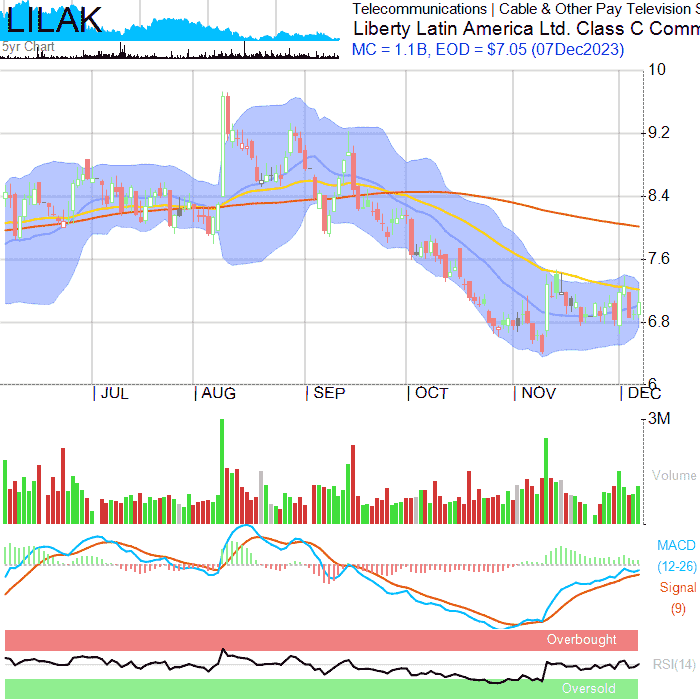 LILAK
5yr Chart
Telecommunications | Cable & Other Pay Television S
Liberty Latin America Ltd. Class C Comm
MC = 1.1B, EOD = $7.05 (07Dec2023)
10
9.2
8.4
7.6
6.8
6
JUL AUG SEP OCT NOV DEC
3M
Volume
MACD
(12-26)
Signal
(9)
Overbought
RSI(14)
Oversold